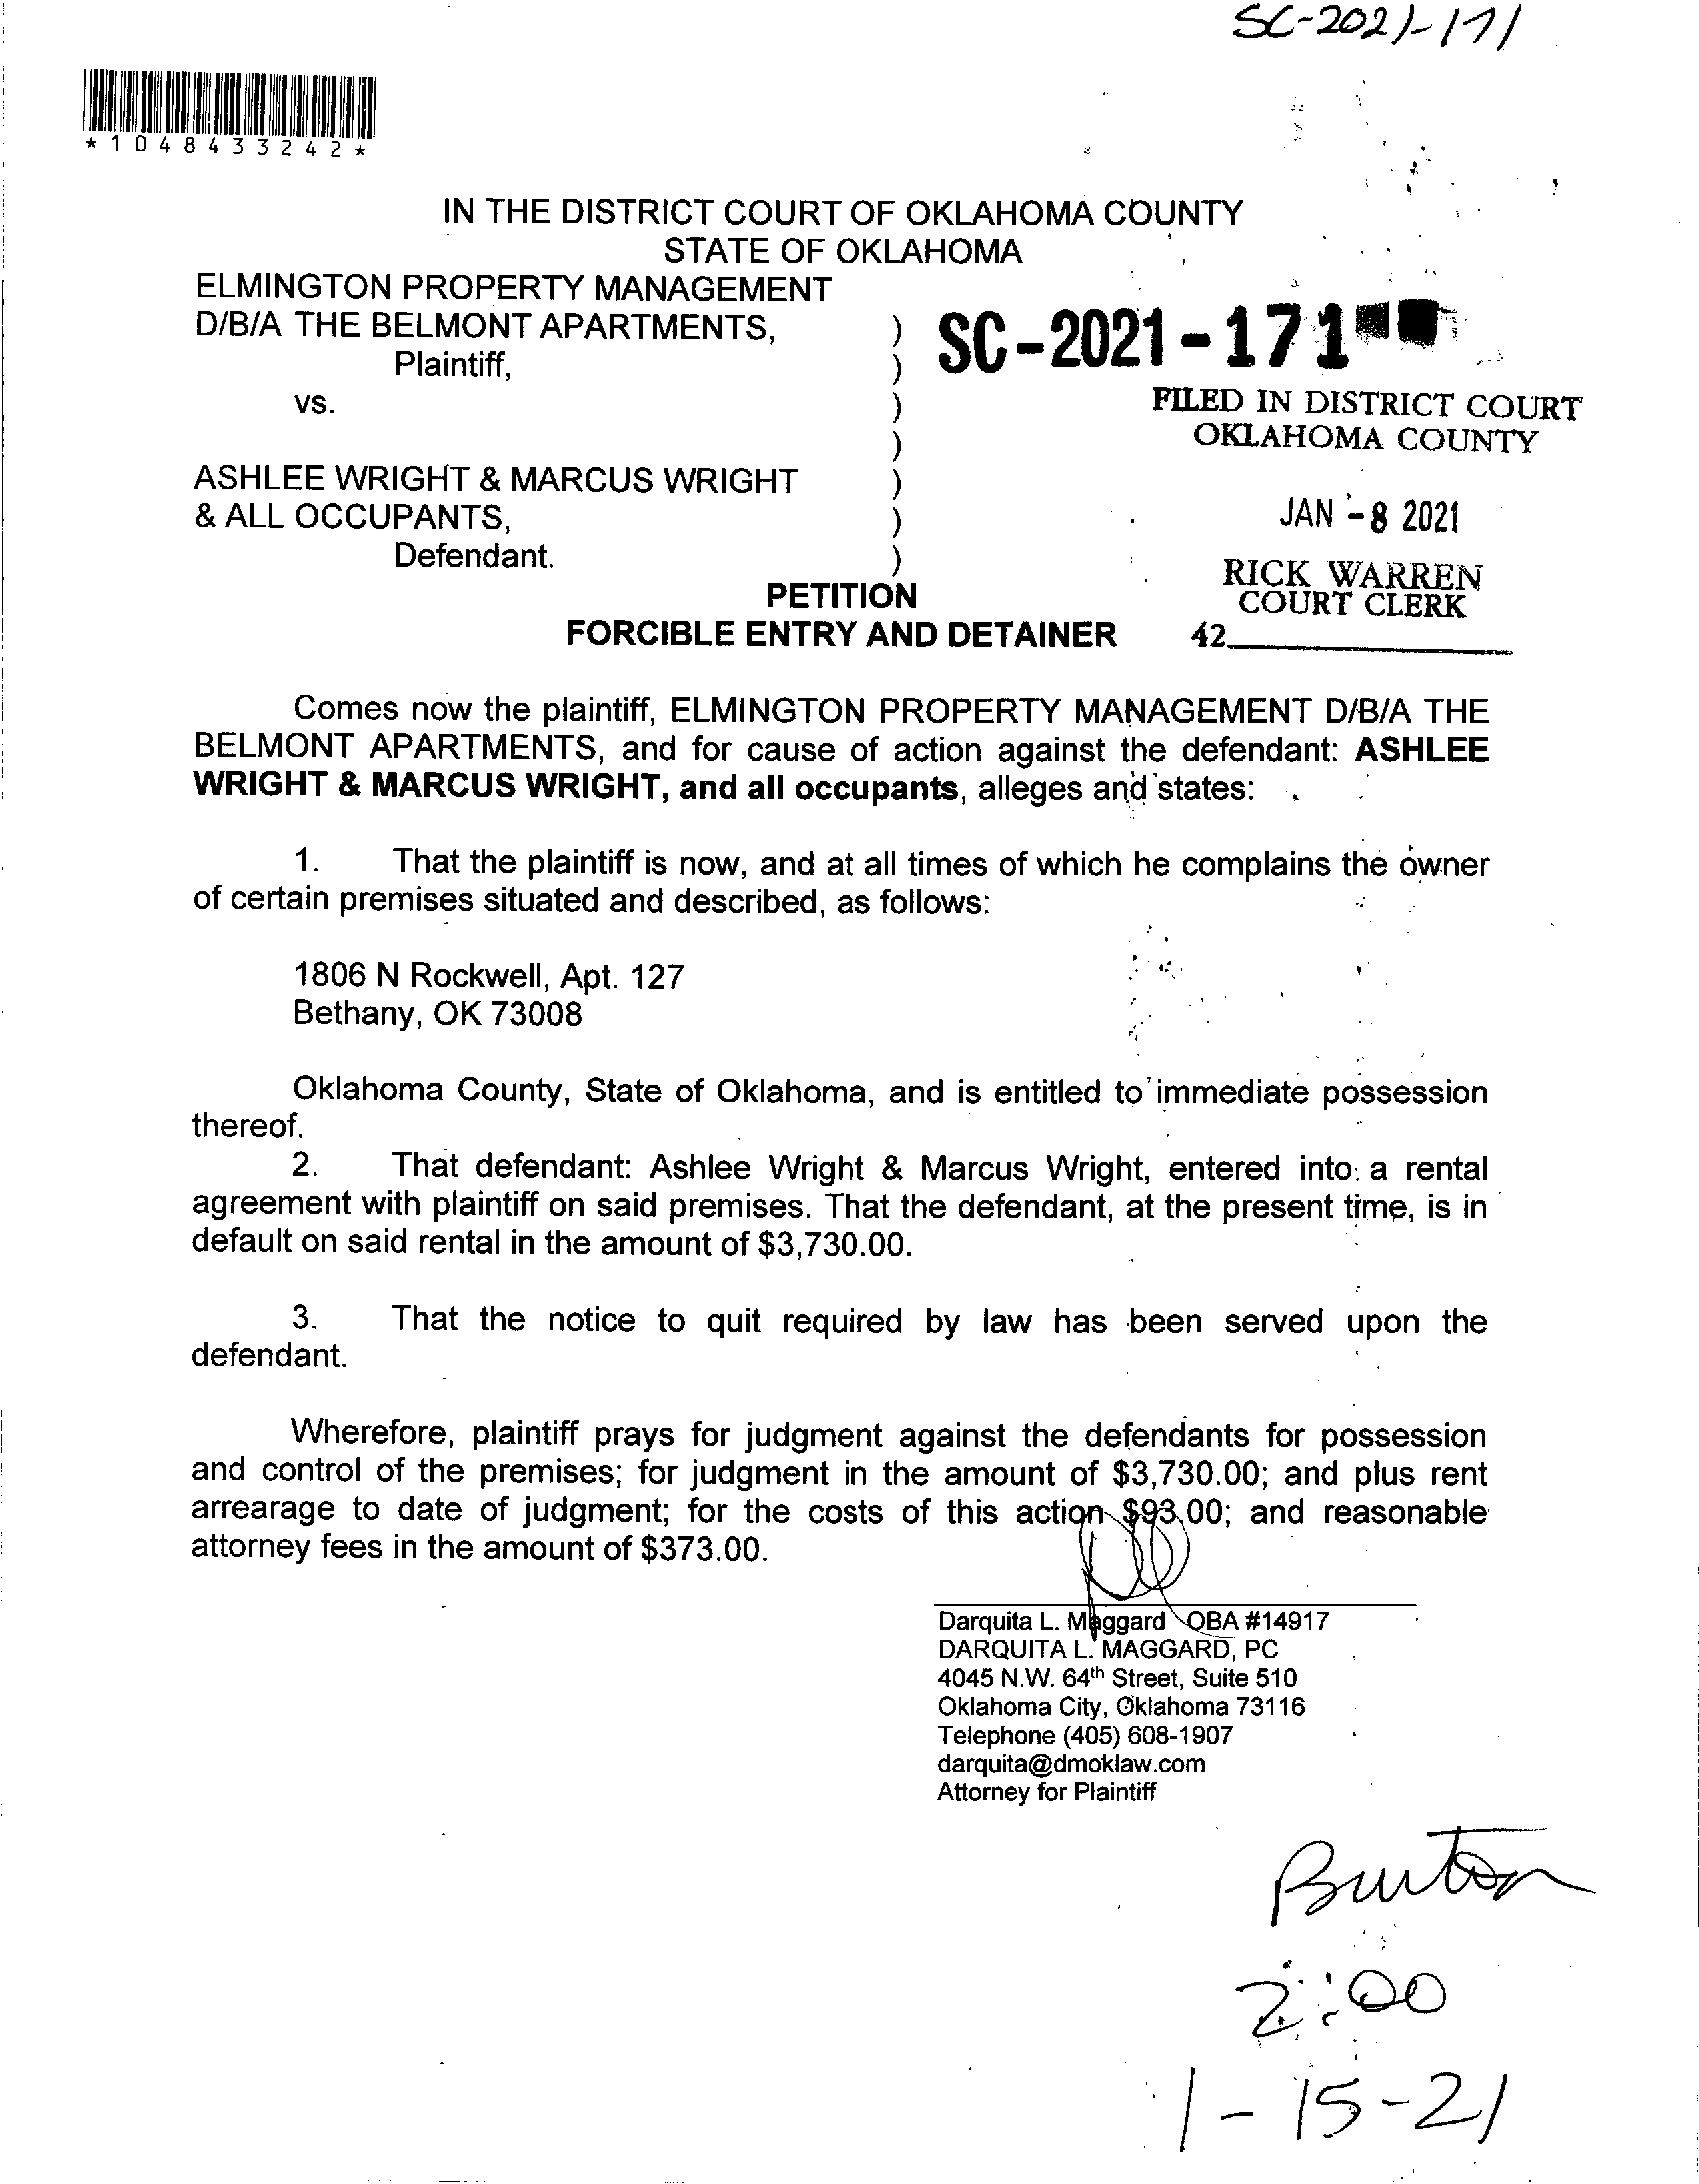 SC-2021-171
*1048433242*
IN THE DISTRICT COURT OF OKLAHOMA COUNTY
STATE OF OKLAHOMA
ELMINGTON PROPERTY MANAGEMENT
D/B/A THE BELMONT APARTMENTS, )
Plaintiff, )
vs. )
)
ASHLEE WRIGHT & MARCUS WRIGHT )
& ALL OCCUPANTS, )
Defendant. )
SC-2021-171
FILED IN DISTRICT COURT
OKLAHOMA COUNTY
JAN -8 2021
RICK WARREN
COURT CLERK
42
PETITION
FORCIBLE ENTRY AND DETAINER
Comes now the plaintiff, ELMINGTON PROPERTY MANAGEMENT D/B/A THE
BELMONT APARTMENTS, and for cause of action against the defendant: ASHLEE
WRIGHT & MARCUS WRIGHT, and all occupants, alleges and states:
1. That the plaintiff is now, and at all times of which he complains the owner
of certain premises situated and described, as follows:
1806 N Rockwell, Apt. 127
Bethany, OK 73008
Oklahoma County, State of Oklahoma, and is entitled to immediate possession
thereof.
2. That defendant: Ashlee Wright & Marcus Wright, entered into a rental
agreement with plaintiff on said premises. That the defendant, at the present time, is in
default on said rental in the amount of $3,730.00.
3. That the notice to quit required by law has been served upon the
defendant.
Wherefore, plaintiff prays for judgment against the defendants for possession
and control of the premises; for judgment in the amount of $3,730.00; and plus rent
arrearage to date of judgment; for the costs of this action $93.00; and reasonable
attorney fees in the amount of $373.00.
Darquita L. Maggard OBA #14917
DARQUITA L. MAGGARD, PC
4045 N.W. 64th Street, Suite 510
Oklahoma City, Oklahoma 73116
Telephone (405) 608-1907
darquita@dmoklaw.com
Attorney for Plaintiff
Burton
2:00
1-15-21